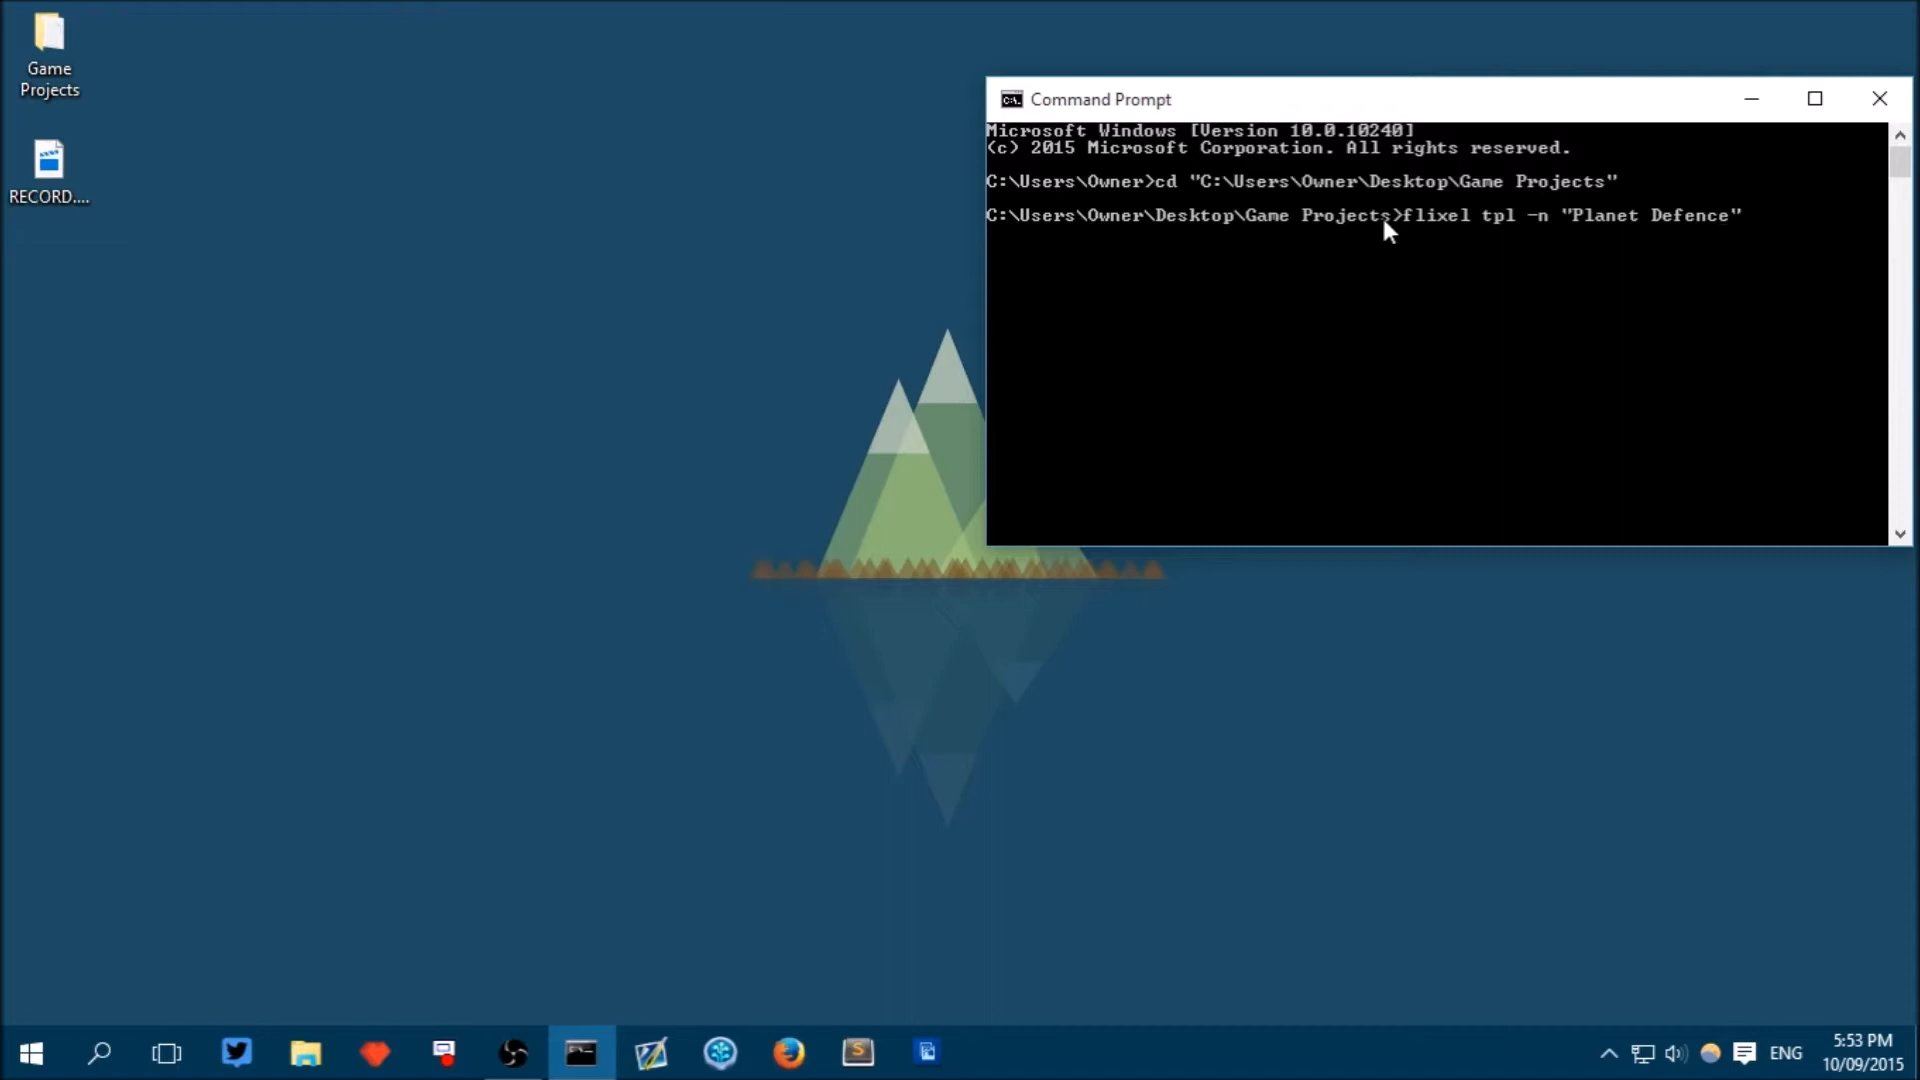 Game
Projects
RECORD....
Command Prompt
Microsoft Windows [Version 10.0.10240]
(c) 2015 Microsoft Corporation. All rights reserved.
C:\Users\Owner>cd "C:\Users\Owner\Desktop\Game Projects"
C:\Users\Owner\Desktop\Game Projects>flixel tpl -n "Planet Defence"
ENG
5:53 PM
10/09/2015